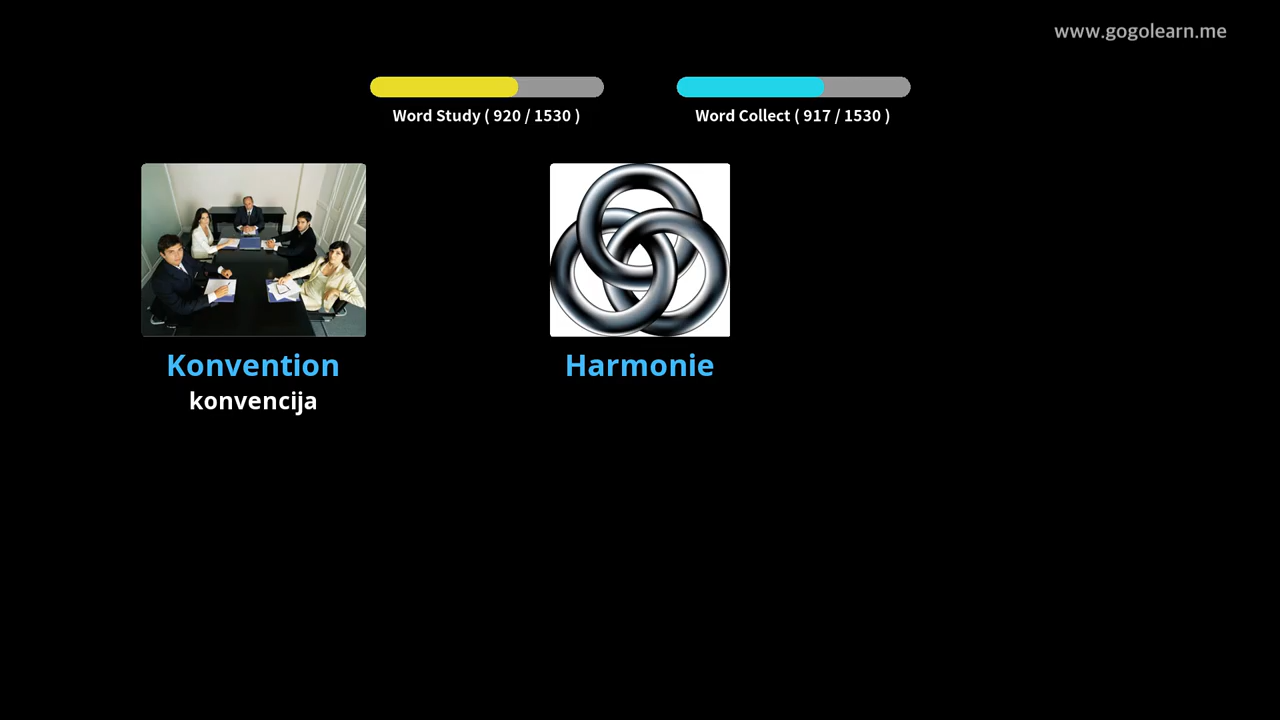 www.gogolearn.me
Word Study ( 920 / 1530 )
Word Collect ( 917 / 1530 )
Konvention
konvencija
Harmonie